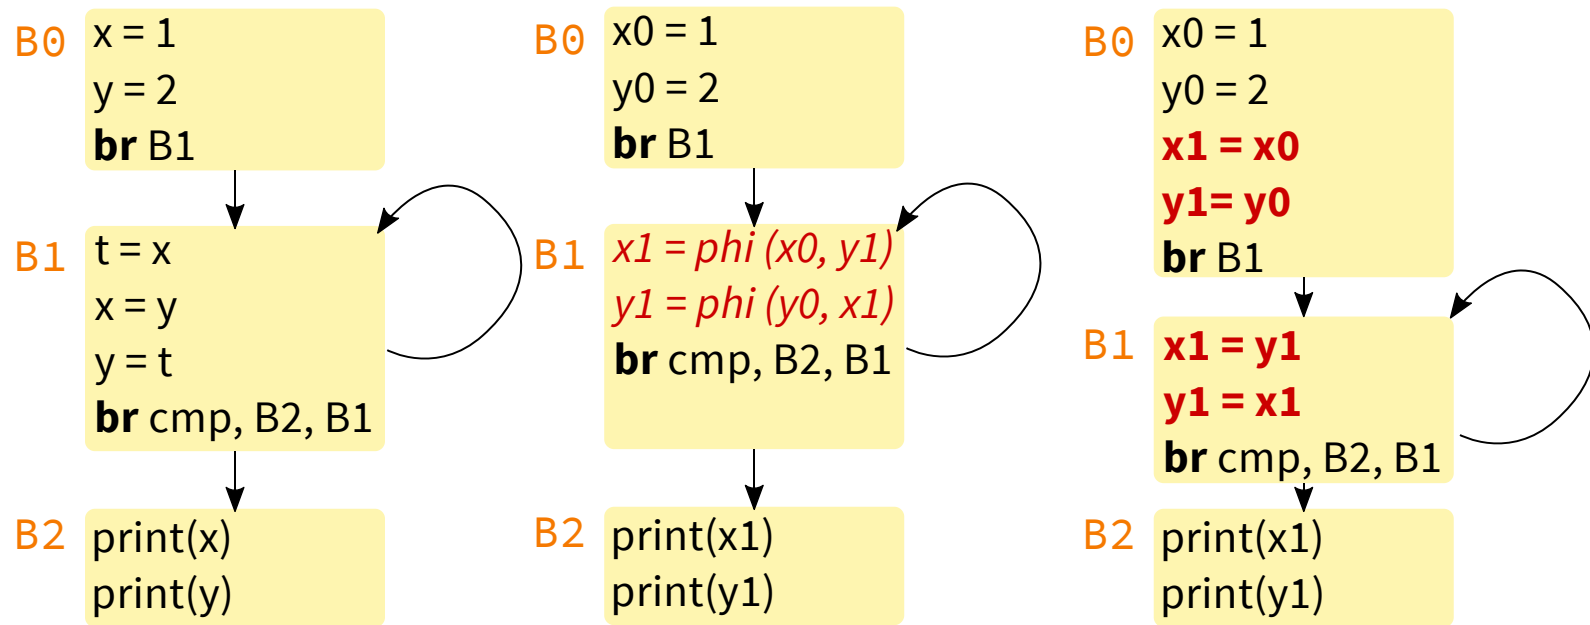 B0
x = 1
y = 2
br B1
B1
t = x
x = y
y = t
br cmp, B2, B1
B2
print(x)
print(y)
B0
x0 = 1
y0 = 2
br B1
B1
x1 = phi (x0, y1)
y1 = phi (y0, x1)
br cmp, B2, B1
B2
print(x1)
print(y1)
B0
x0 = 1
y0 = 2
x1 = x0
y1= y0
br B1
B1
x1 = y1
y1 = x1
br cmp, B2, B1
B2
print(x1)
print(y1)